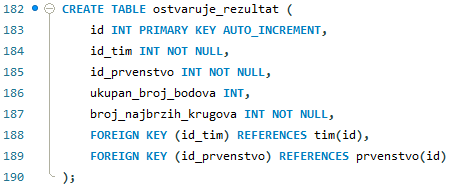 182 CREATE TABLE ostvaruje_rezultat (
183 id INT PRIMARY KEY AUTO_INCREMENT,
184 id_tim INT NOT NULL,
185 id_prvenstvo INT NOT NULL,
186 ukupan_broj_bodova INT,
187 broj_najbrzih_krugova INT NOT NULL,
188 FOREIGN KEY (id_tim) REFERENCES tim(id),
189 FOREIGN KEY (id_prvenstvo) REFERENCES prvenstvo(id)
190 );